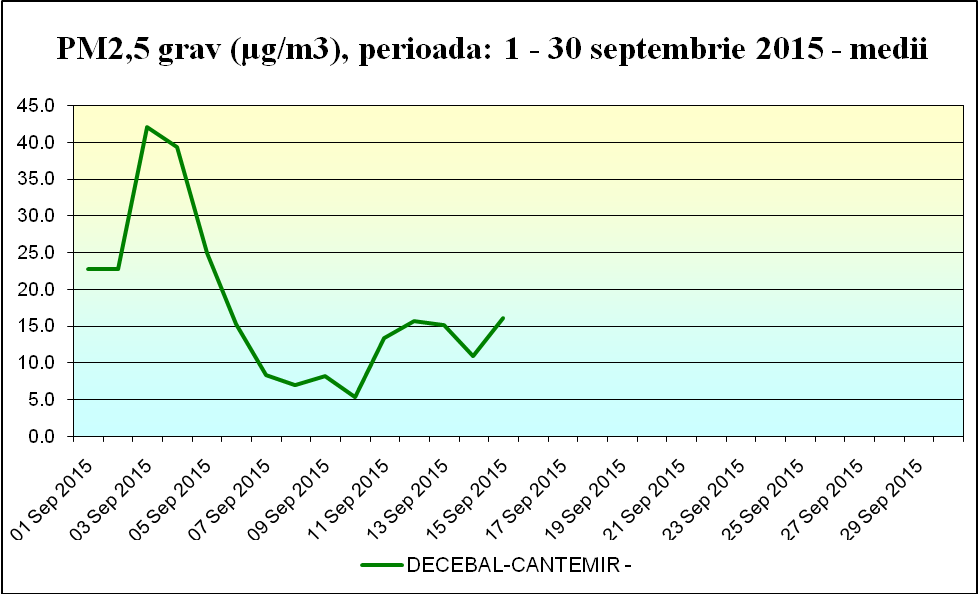 PM2,5 grav (µg/m3), perioada: 1 - 30 septembrie 2015 - medii
45.0
40.0
35.0
30.0
25.0
20.0
15.0
10.0
5.0
0.0
01 Sep 2015
03 Sep 2015
05 Sep 2015
07 Sep 2015
09 Sep 2015
11 Sep 2015
13 Sep 2015
15 Sep 2015
17 Sep 2015
19 Sep 2015
21 Sep 2015
23 Sep 2015
25 Sep 2015
27 Sep 2015
29 Sep 2015
DECEBAL-CANTEMIR -